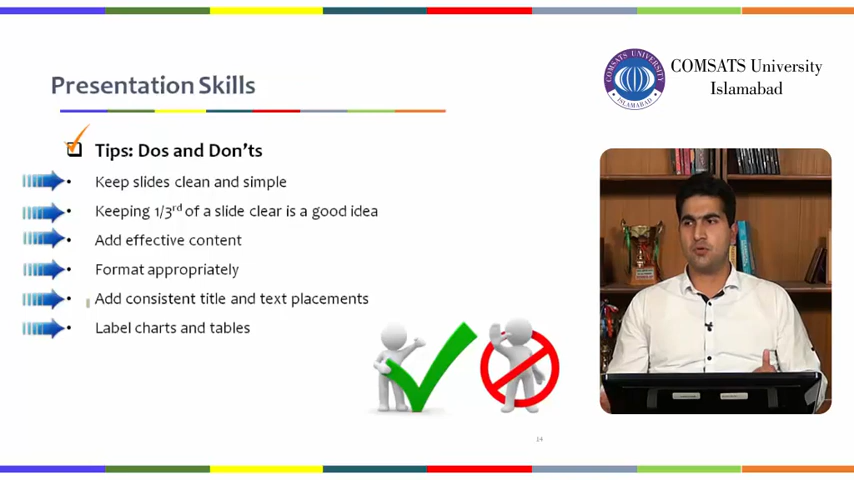 Presentation Skills
COMSATS University
Islamabad
COMSATS UNIVERSITY
ISLAMABAD
Tips: Dos and Don'ts
• Keep slides clean and simple
• Keeping 1/3rd of a slide clear is a good idea
• Add effective content
• Format appropriately
• Add consistent title and text placements
• Label charts and tables
14